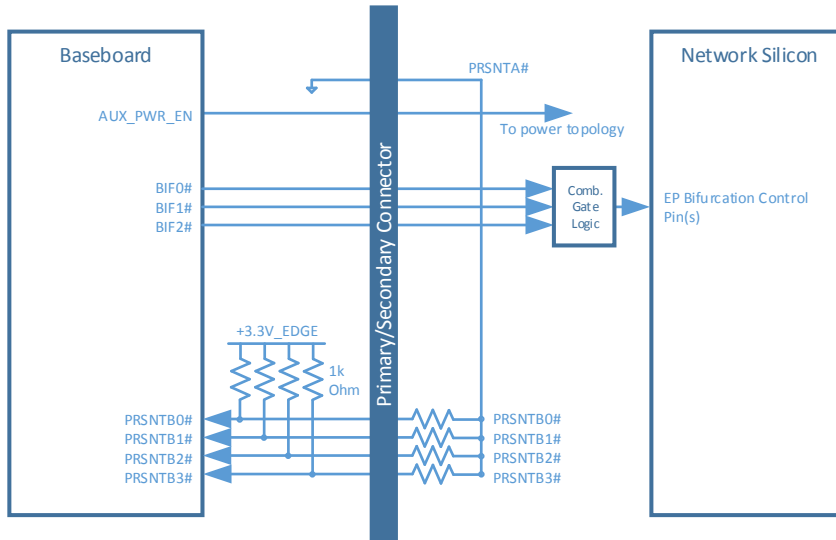 Baseboard
PRSNTA#
Network Silicon
AUX_PWR_EN
To power topology
BIF0#
BIF1#
BIF2#
Comb.
Gate
Logic
EP Bifurcation Control
Pin(s)
Primary/Secondary Connector
+3.3V_EDGE
1k
Ohm
PRSNTB0#
PRSNTB1#
PRSNTB2#
PRSNTB3#
PRSNTB0#
PRSNTB1#
PRSNTB2#
PRSNTB3#